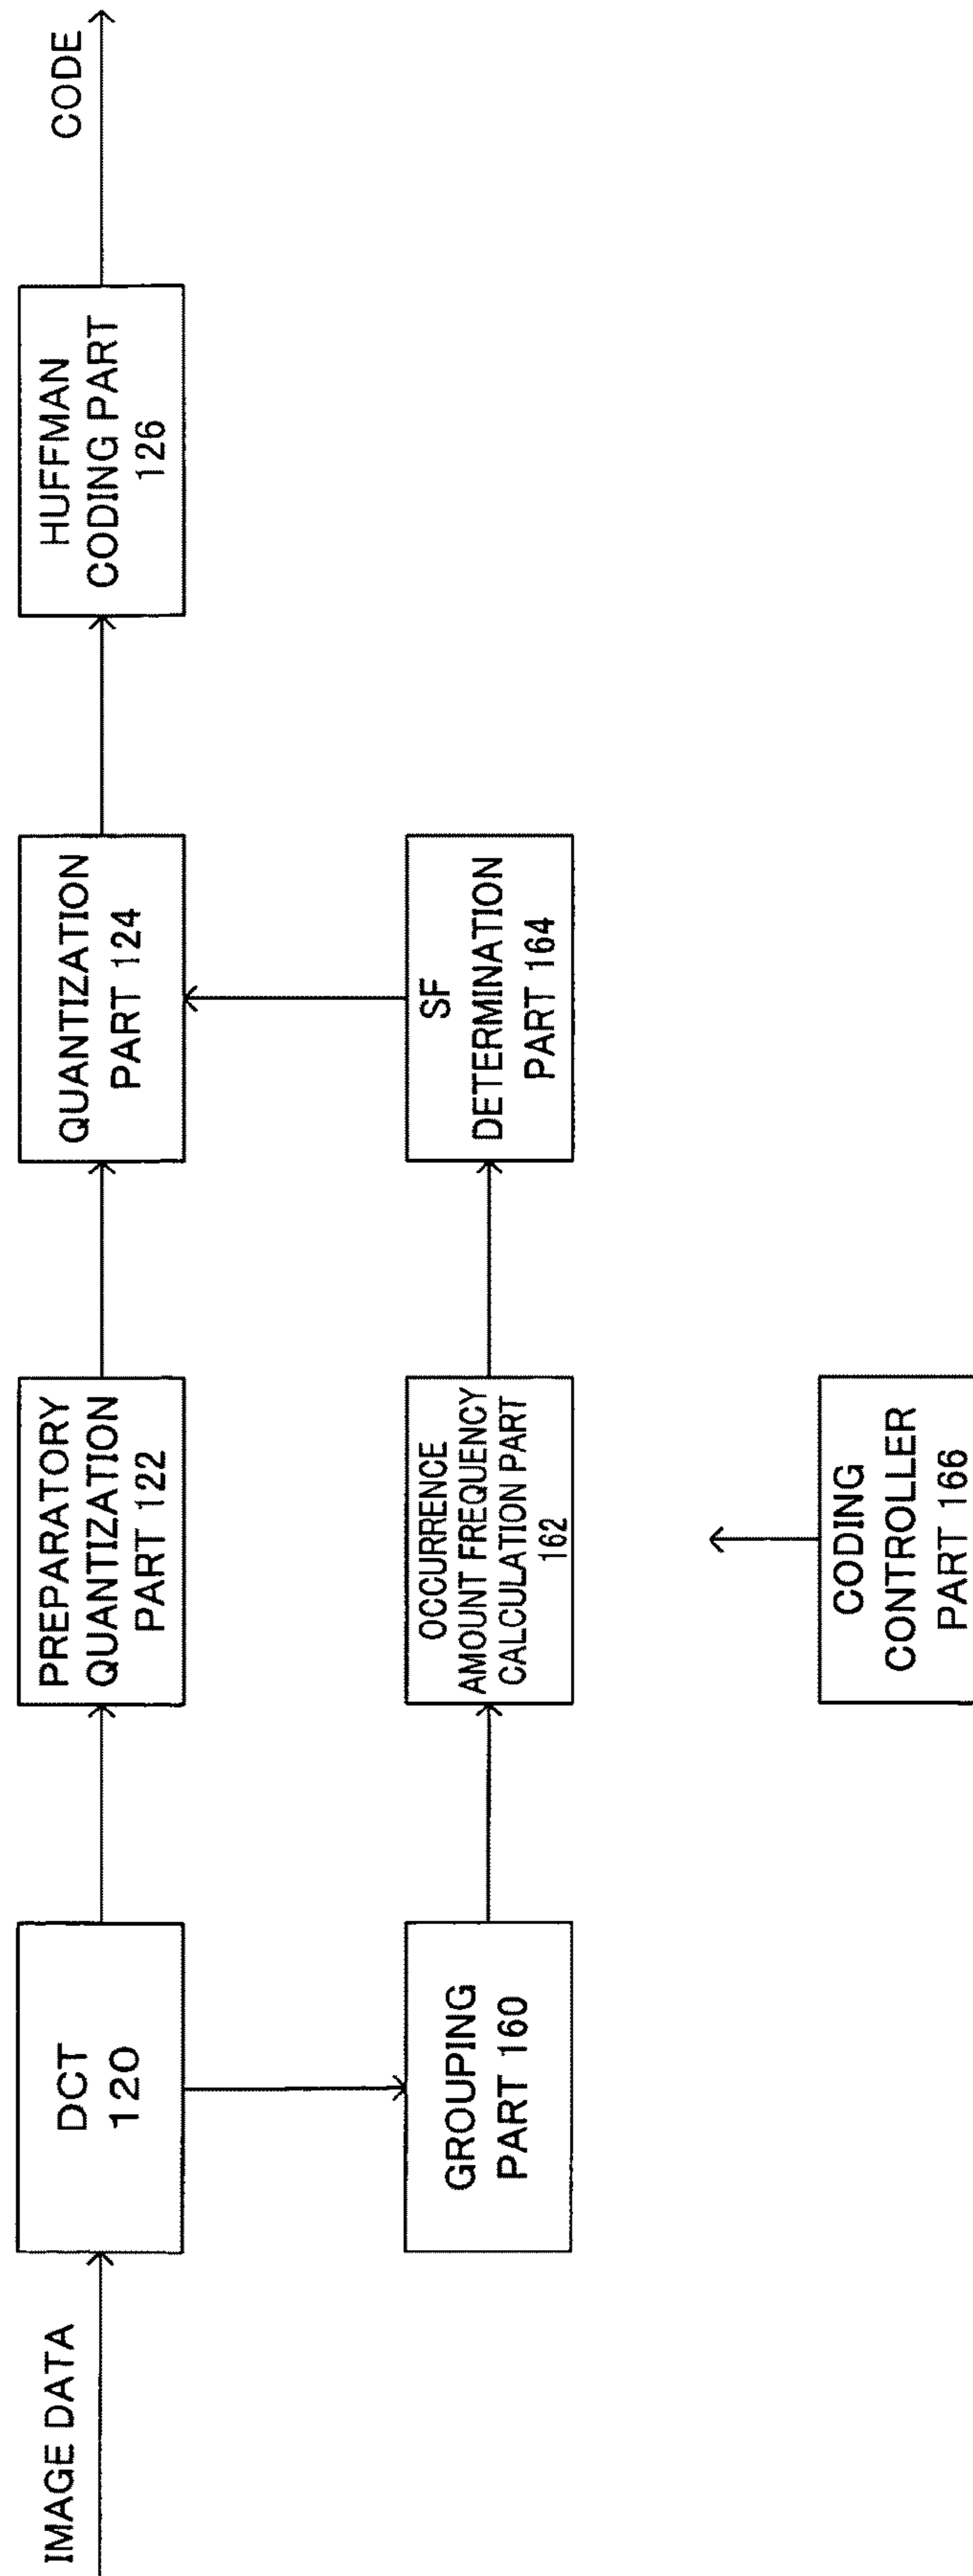 IMAGE DATA
DCT
120
PREPARATORY
QUANTIZATION
PART 122
QUANTIZATION
PART 124
HUFFMAN
CODING PART
126
CODE
GROUPING
PART 160
OCCURRENCE
AMOUNT FREQUENCY
CALCULATION PART
162
SF
DETERMINATION
PART 164
CODING
CONTROLLER
PART 166